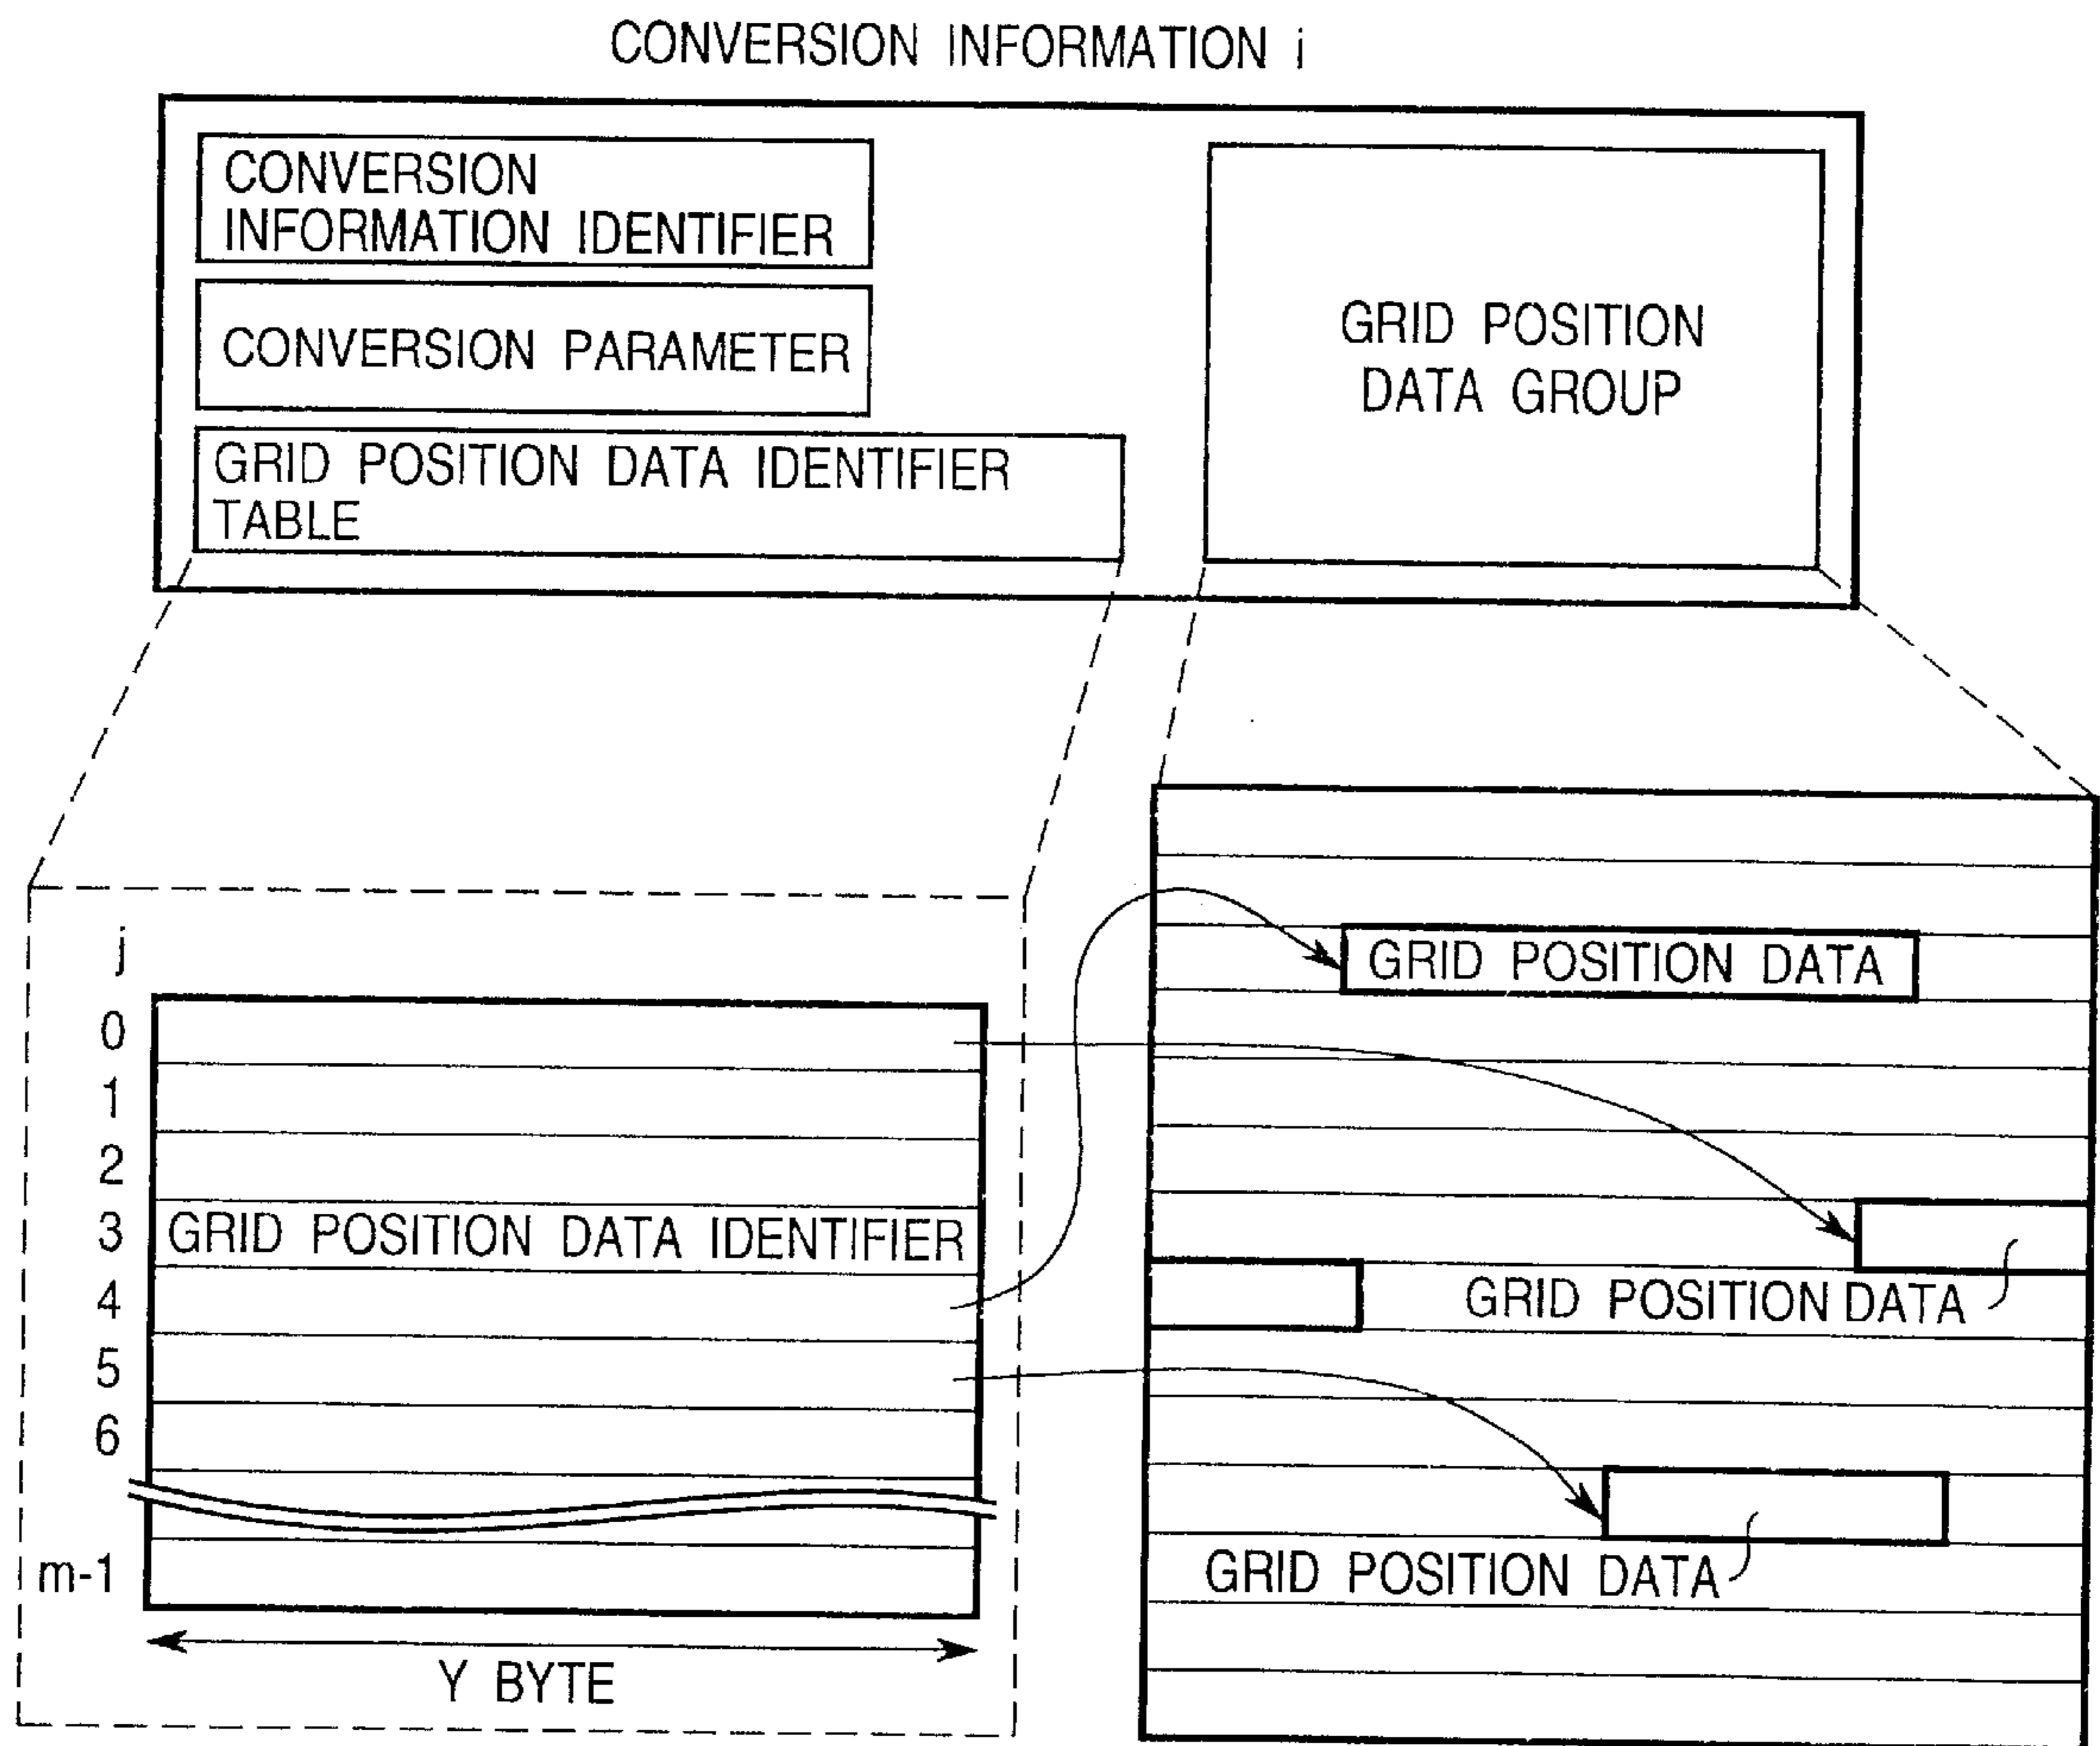 CONVERSION INFORMATION i
CONVERSION
INFORMATION IDENTIFIER
CONVERSION PARAMETER
GRID POSITION DATA IDENTIFIER
TABLE
GRID POSITION
DATA GROUP
j
0
1
2
3 GRID POSITION DATA IDENTIFIER
4
5
6
m-1
Y BYTE
GRID POSITION DATA
GRID POSITION DATA
GRID POSITION DATA